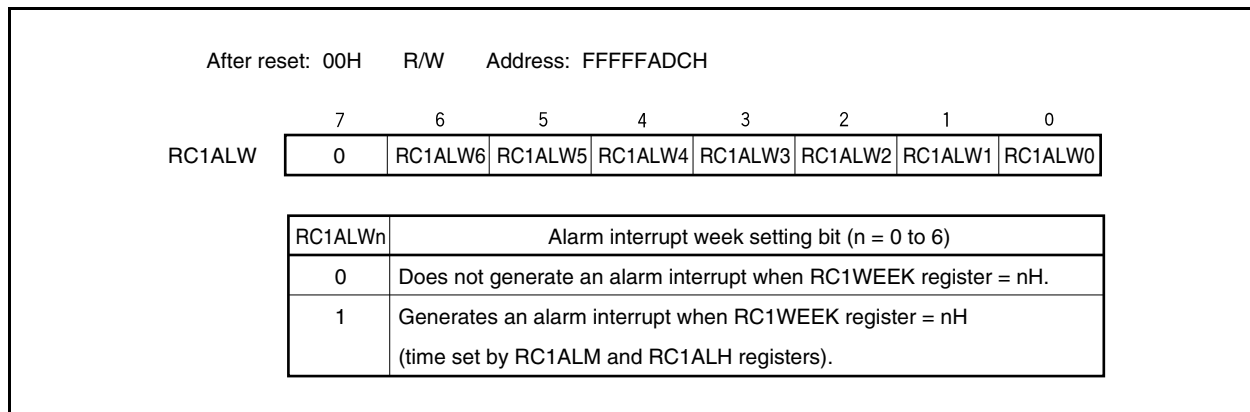 After reset: 00H R/W Address: FFFFFADCH
7 6 5 4 3 2 1 0
RC1ALW 0 RC1ALW6 RC1ALW5 RC1ALW4 RC1ALW3 RC1ALW2 RC1ALW1 RC1ALW0
RC1ALWn Alarm interrupt week setting bit (n = 0 to 6)
0 Does not generate an alarm interrupt when RC1WEEK register = nH.
1 Generates an alarm interrupt when RC1WEEK register = nH
(time set by RC1ALM and RC1ALH registers).